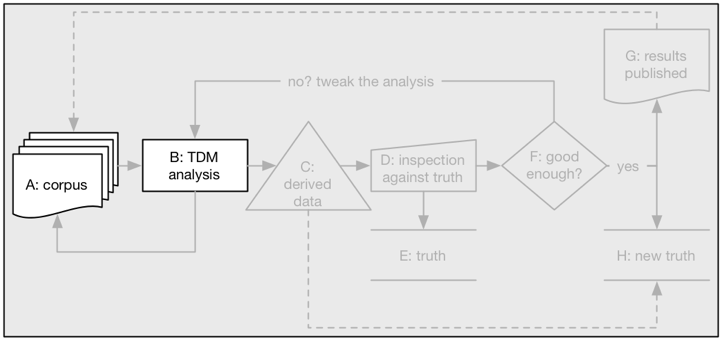 G: results
published
no? tweak the analysis
A: corpus
B: TDM
analysis
C:
derived
data
D: inspection
against truth
F: good
enough?
yes
E: truth
H: new truth